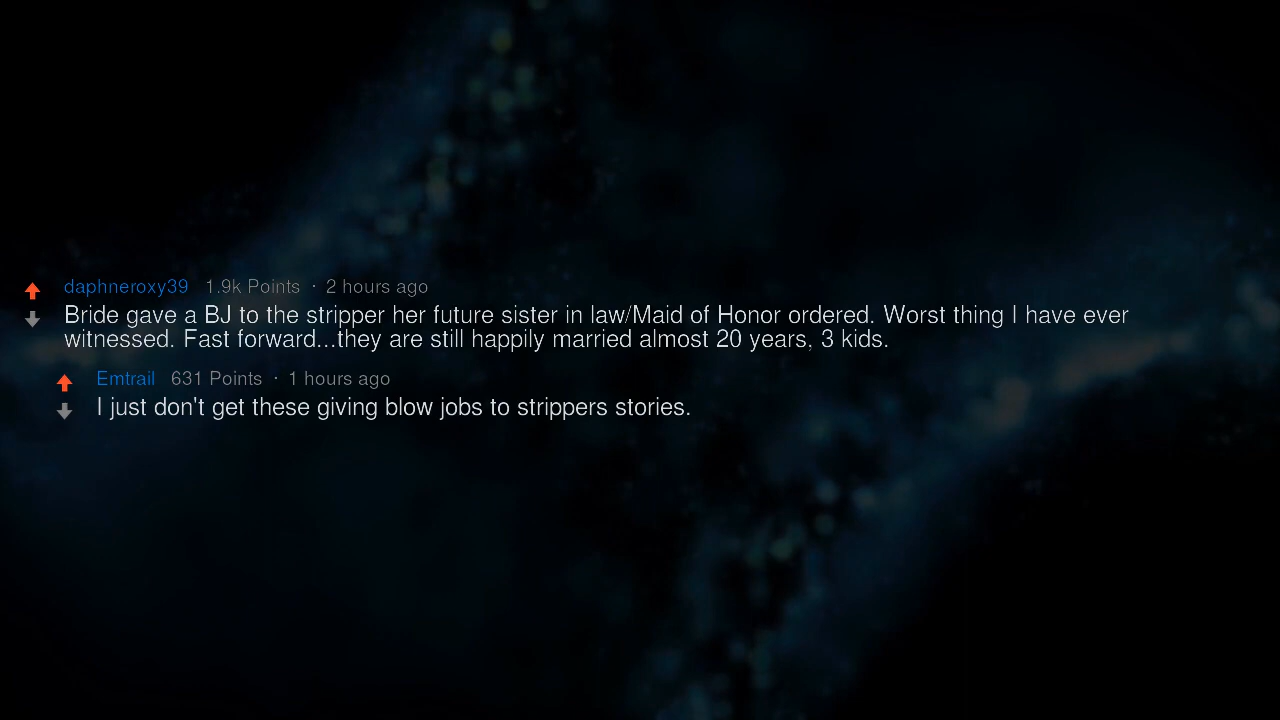 daphneroxy39 1.9k Points · 2 hours ago
Bride gave a BJ to the stripper her future sister in law/Maid of Honor ordered. Worst thing I have ever
witnessed. Fast forward...they are still happily married almost 20 years, 3 kids.
Emtrail 631 Points · 1 hours ago
I just don't get these giving blow jobs to strippers stories.